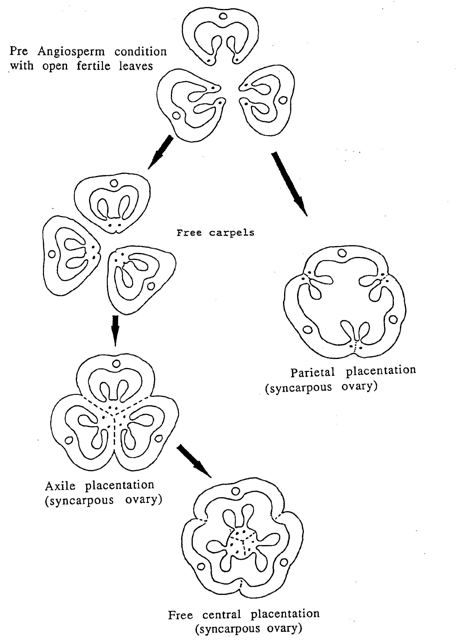 Pre Angiosperm condition
with open fertile leaves
Free carpels
Parietal placentation
(syncarpous ovary)
Axile placentation
(syncarpous ovary)
Free central placentation
(syncarpous ovary)